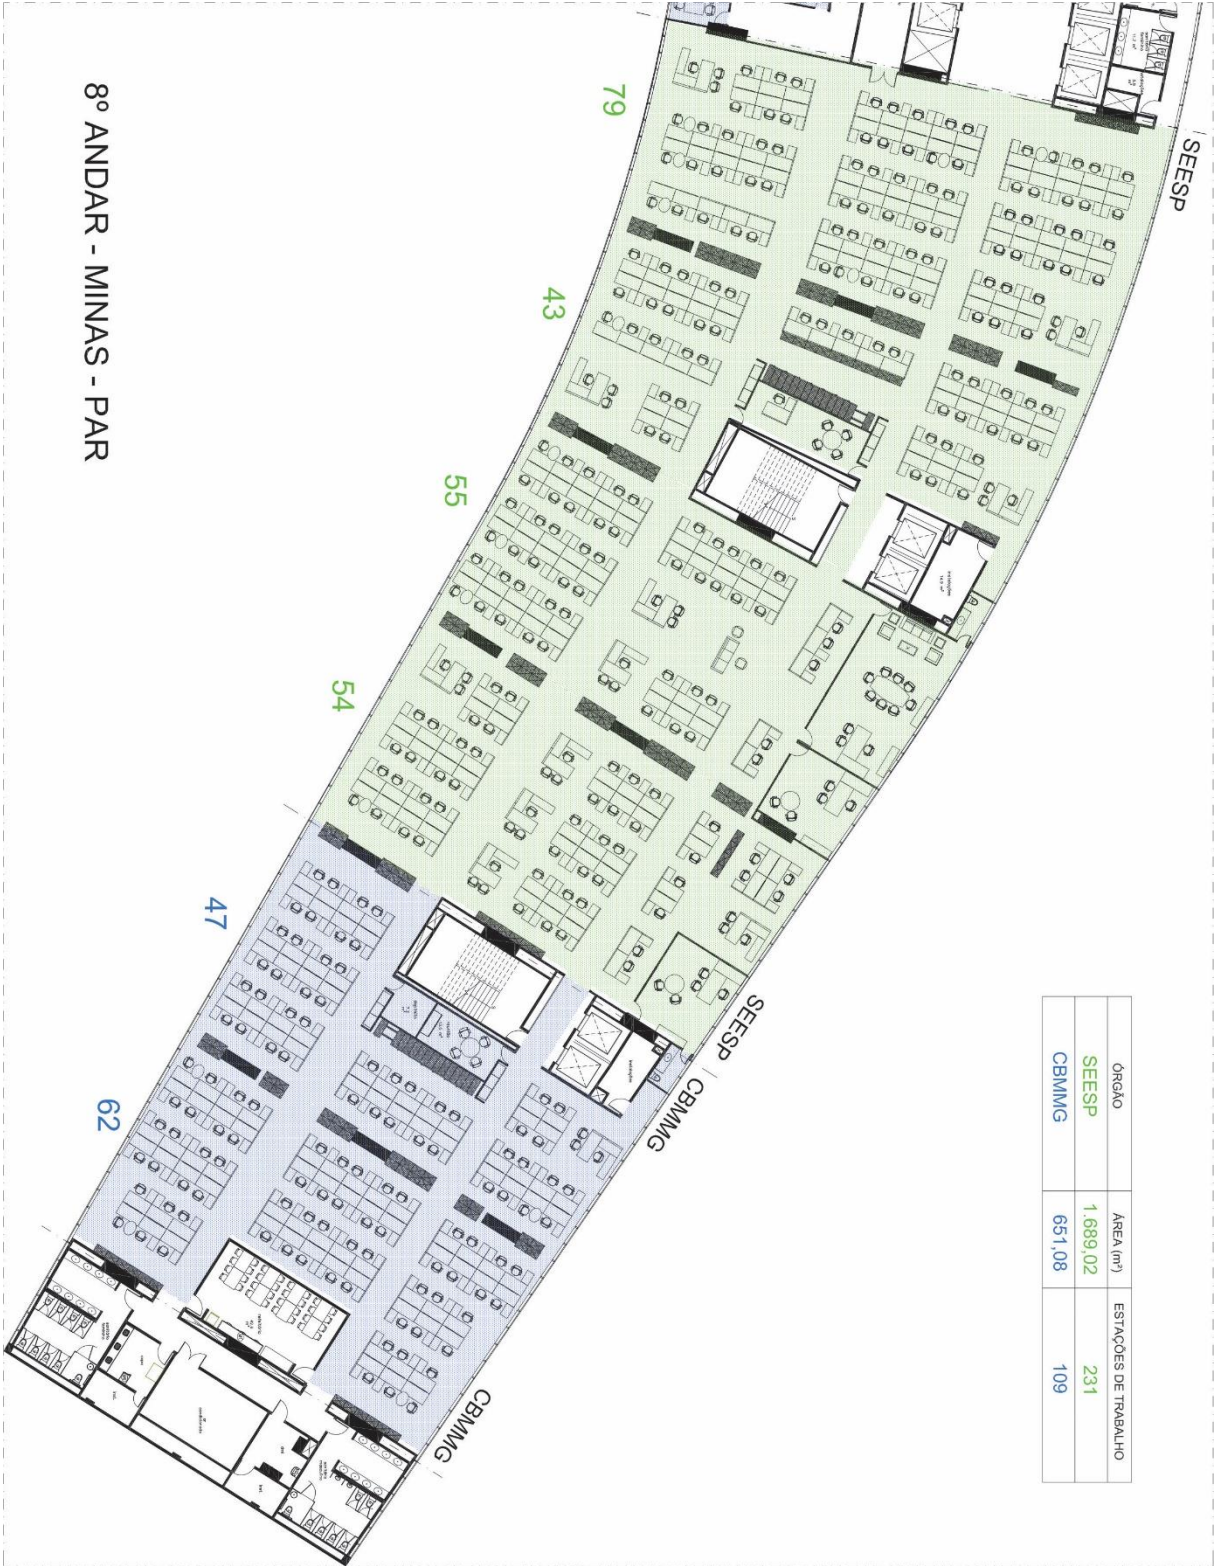 8º ANDAR - MINAS - PAR
79
43
55
54
47
62
SEESP
SEESP
CBMMG
CBMMG
ÓRGÃO ÁREA (m²) ESTAÇÕES DE TRABALHO
SEESP 1.689,02 231
CBMMG 651,08 109